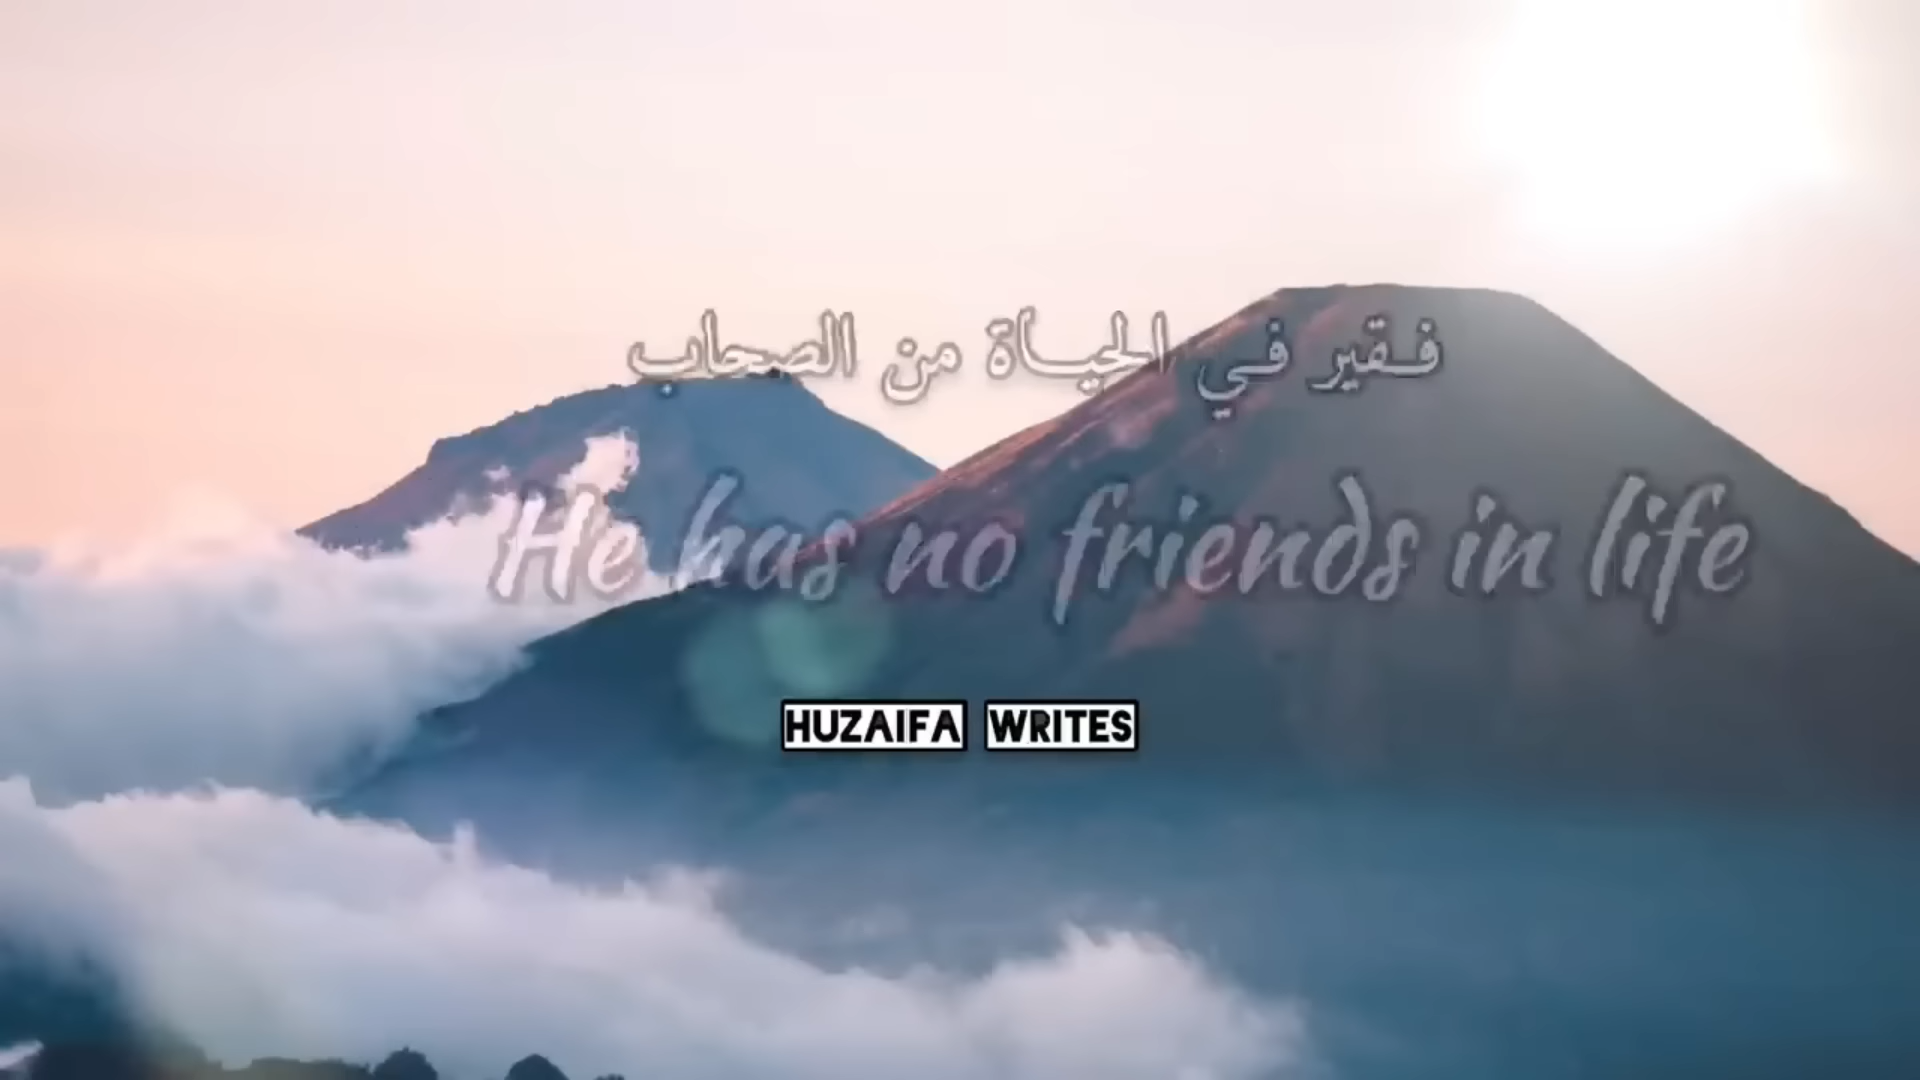 فقير في الحياة من الصحاب
He has no friends in life
HUZAIFA WRITES